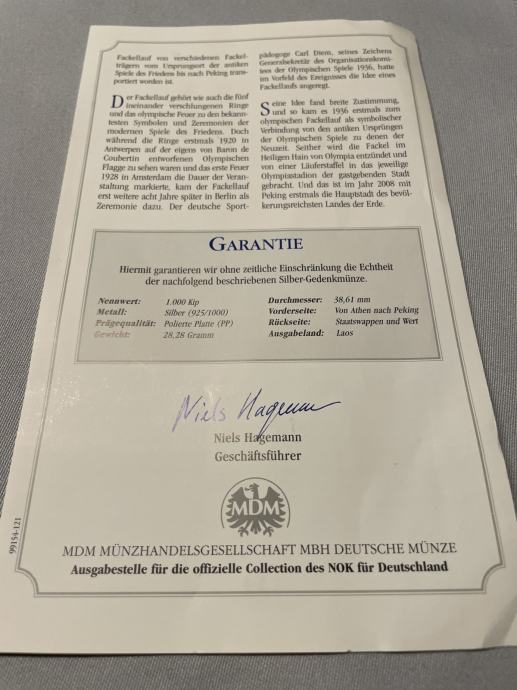 Fackellauf von verschiedenen Fackel-
trägern vom Ursprungsort der antiken
Spiele des Friedens bis nach Peking trans-
portiert worden ist.
Der Fackellauf gehört wie auch die fünf
ineinander verschlungenen Ringe
und das olympische Feuer zu den bekann-
testen Symbolen und Zeremonien der
modernen Spiele des Friedens. Doch
während die Ringe erstmals 1920 in
Antwerpen auf der eigens von Baron de
Coubertin entworfenen Olympischen
Flagge zu sehen waren und das erste Feuer
1928 in Amsterdam die Dauer der Veran-
staltung markierte, kam der Fackellauf
erst weitere acht Jahre später in Berlin als
Zeremonie dazu. Der deutsche Sport-
pädagoge Carl Diem, seines Zeichens
Generalsekretär des Organisationskomi-
tees der Olympischen Spiele 1936, hatte
im Vorfeld des Ereignisses die Idee eines
Fackellaufs angeregt.
Seine Idee fand breite Zustimmung,
und so kam es 1936 erstmals zum
olympischen Fackellauf als symbolischer
Verbindung von den antiken Ursprüngen
der Olympischen Spiele zu denen der
Neuzeit. Seither wird die Fackel im
Heiligen Hain von Olympia entzündet und
von einer Läuferstafel in das jeweilige
Olympiastadion der gastgebenden Stadt
gebracht. Und das ist im Jahr 2008 mit
Peking erstmals die Hauptstadt des bevöl-
kerungsreichsten Landes der Erde.
GARANTIE
Hiermit garantieren wir ohne zeitliche Einschränkung die Echtheit
der nachfolgend beschriebenen Silber-Gedenkmünze.
Nennwert: 1.000 Kip
Metall: Silber (925/1000)
Prägequalität: Polierte Platte (PP)
Gewicht: 28,28 Gramm
Durchmesser: 38,61 mm
Vorderseite: Von Athen nach Peking
Rückseite: Staatswappen und Wert
Ausgabeland: Laos
Niels Hagemann
Niels Hagemann
Geschäftsführer
MDM
MDM MÜNZHANDELSGESELLSCHAFT MBH DEUTSCHE MÜNZE
Ausgabestelle für die offizielle Collection des NOK für Deutschland
99154-121